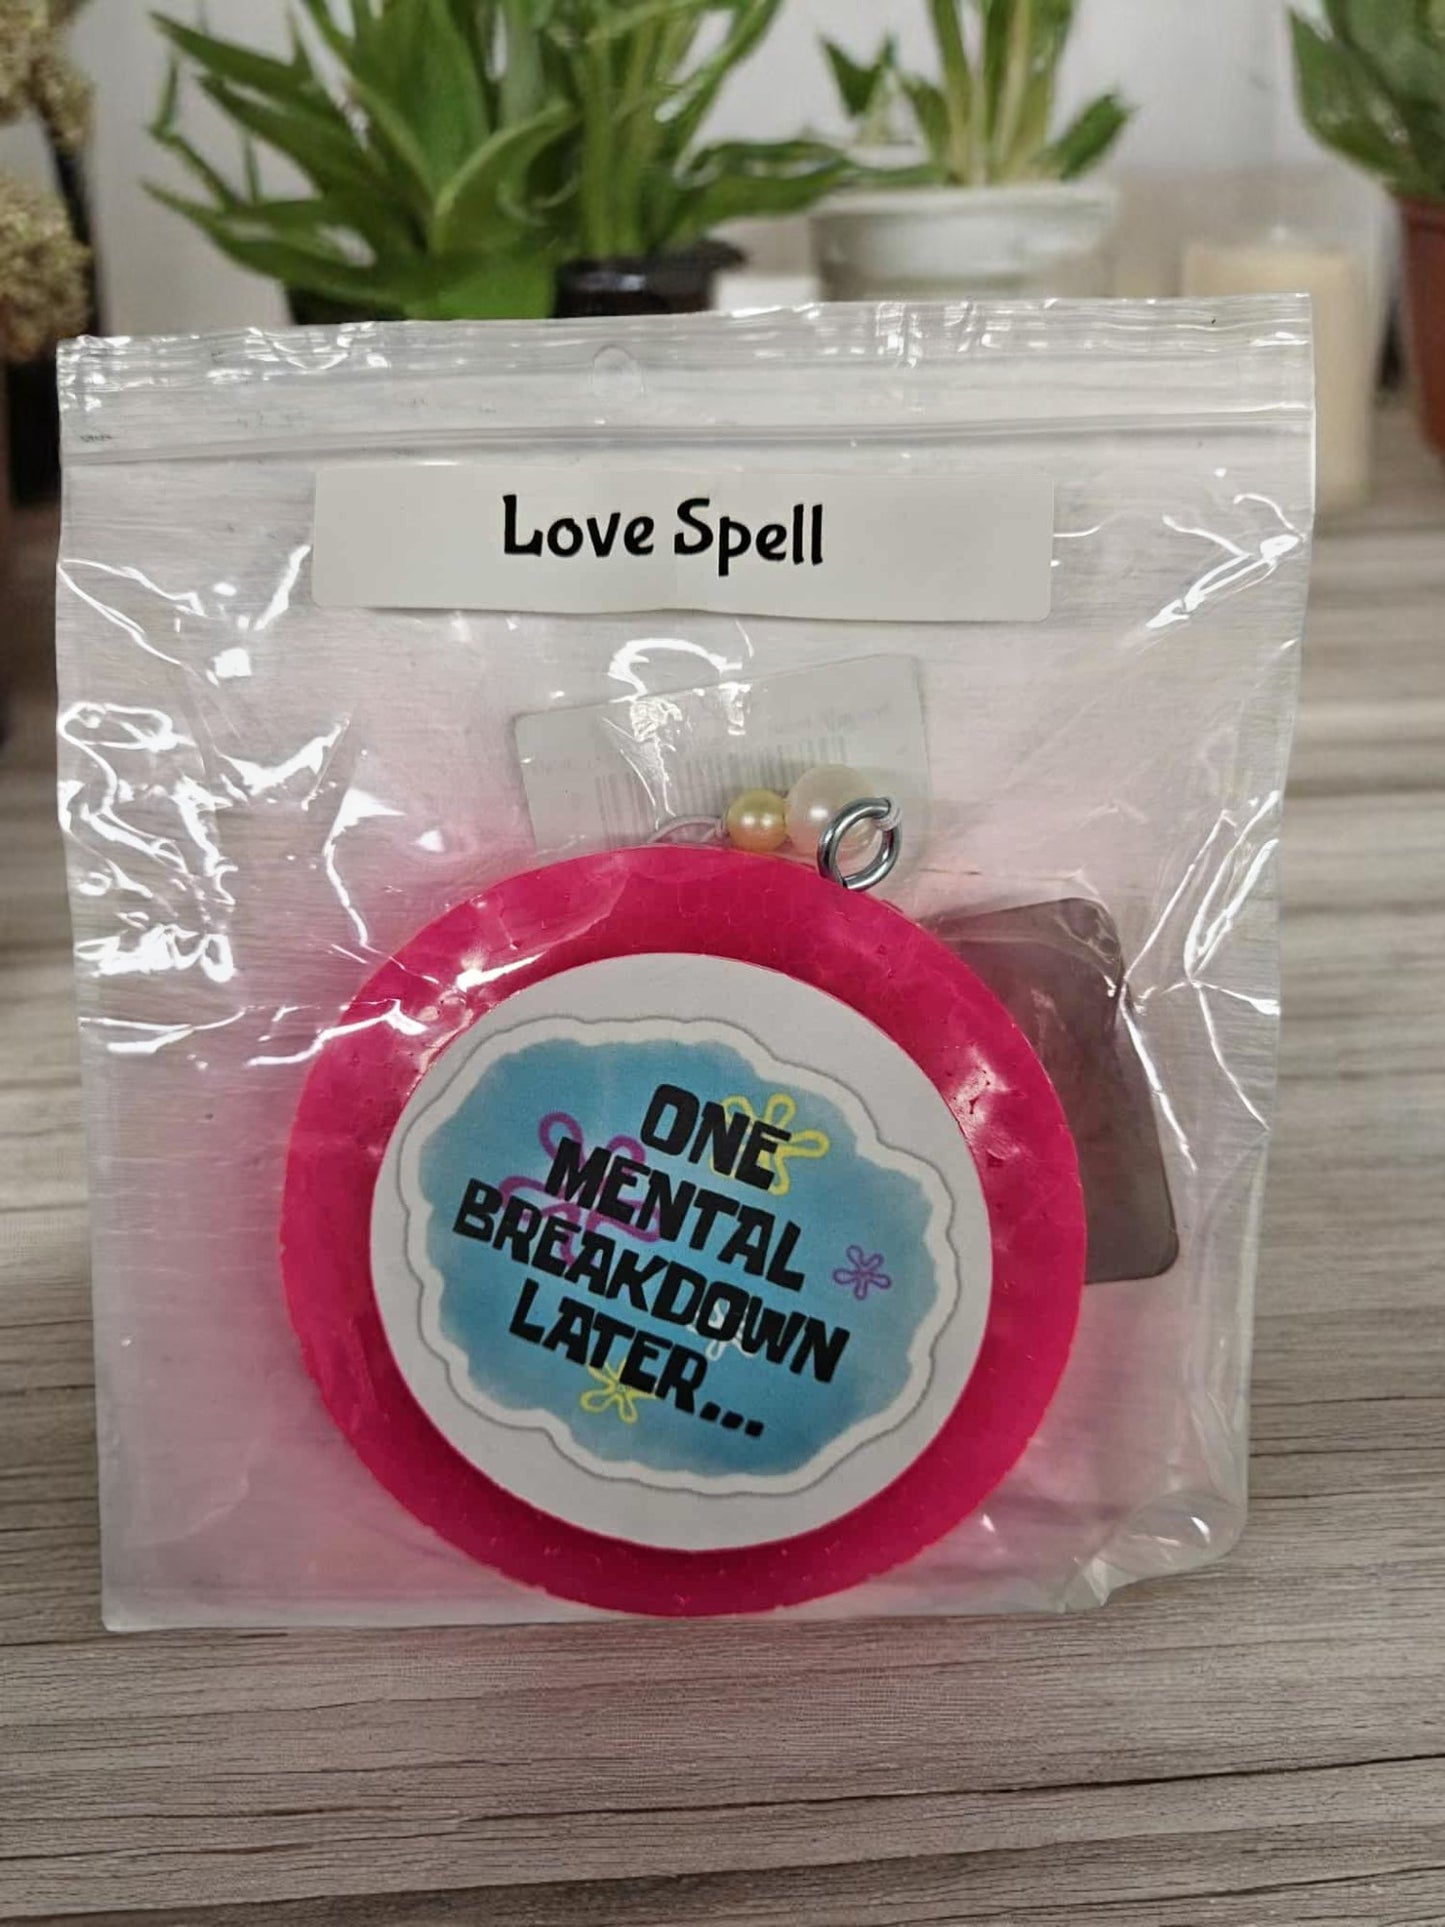 Love Spell
ONE
MENTAL
BREAKDOWN
LATER...